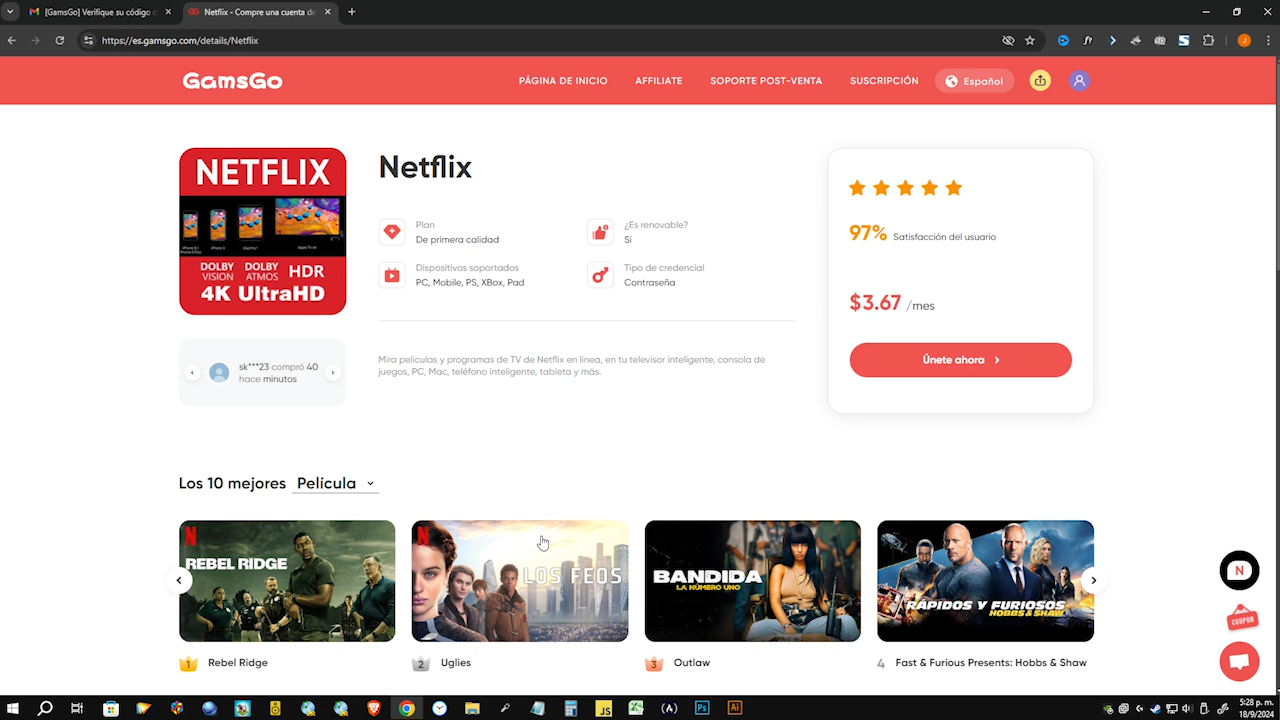 [GamsGo] Verifique su código d
Netflix - Compre una cuenta de
https://es.gamsgo.com/details/Netflix
GamsGo
PÁGINA DE INICIO
AFFILIATE
SOPORTE POST-VENTA
SUSCRIPCIÓN
Español
NETFLIX
DOLBY VISION
DOLBY ATMOS
HDR
4K UltraHD
Netflix
Plan
De primera calidad
¿Es renovable?
Sí
Dispositivos soportados
PC, Mobile, PS, XBox, Pad
Tipo de credencial
Contraseña
Mira películas y programas de TV de Netflix en línea, en tu televisor inteligente, consola de
juegos, PC, Mac, teléfono inteligente, tableta y más.
sk***23 compró 40
hace minutos
97% Satisfacción del usuario
$3.67 /mes
Únete ahora
Los 10 mejores Película
N
REBEL RIDGE
N
LOS FEOS
BANDIDA
LA NÚMERO UNO
RÁPIDOS Y FURIOSOS
HOBBS & SHAW
1 Rebel Ridge
2 Uglies
3 Outlaw
4 Fast & Furious Presents: Hobbs & Shaw
N
COUPON
J
JS
Ps
Ai
5:28 p. m.
18/9/2024